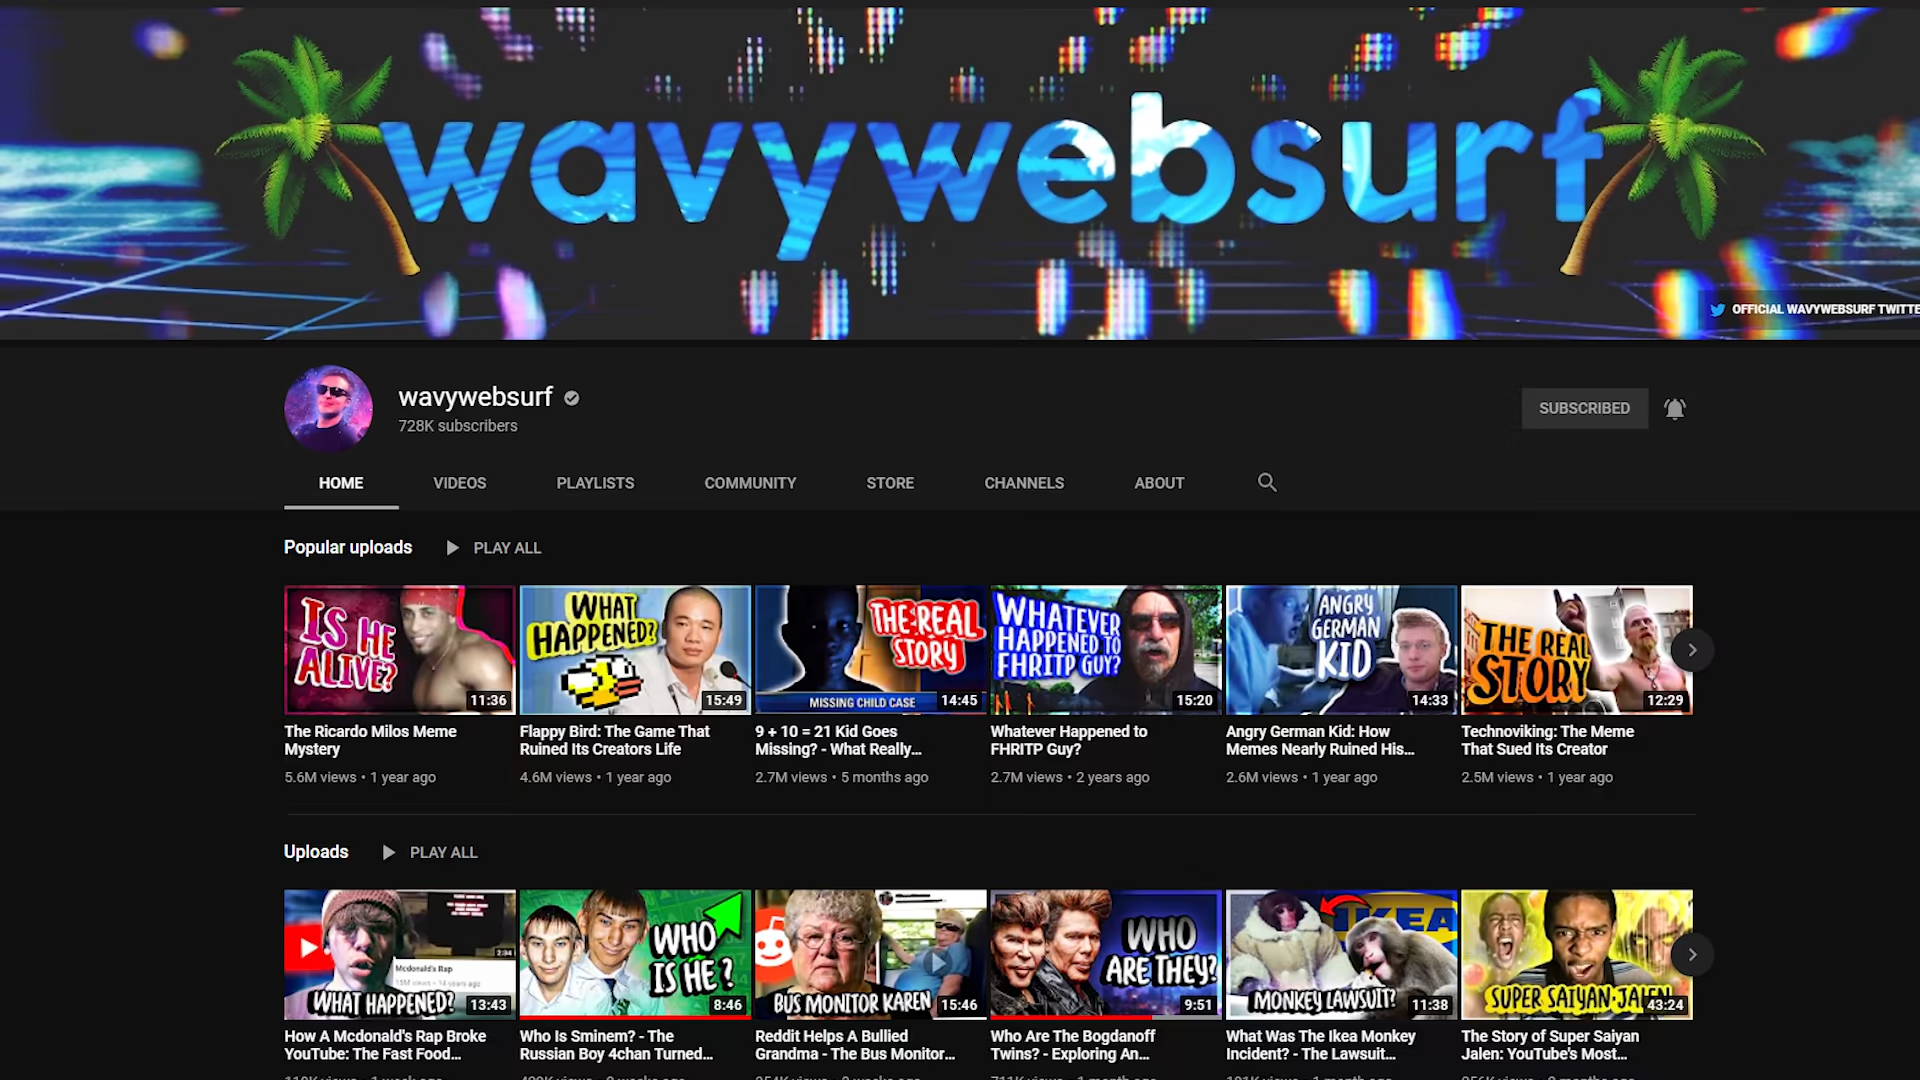 wavywebsurf
OFFICIAL WAVYWEBSURF TWITTE
wavywebsurf
728K subscribers
SUBSCRIBED
HOME VIDEOS PLAYLISTS COMMUNITY STORE CHANNELS ABOUT
Popular uploads PLAY ALL
IS HE
ALIVE?
11:36
WHAT
HAPPENED?
15:49
THE REAL
STORY
MISSING CHILD CASE
14:45
WHATEVER
HAPPENED TO
FHRITP GUY?
15:20
ANGRY
GERMAN
KID
14:33
THE REAL
STORY
12:29
The Ricardo Milos Meme
Mystery
5.6M views • 1 year ago
Flappy Bird: The Game That
Ruined Its Creators Life
4.6M views • 1 year ago
9 + 10 = 21 Kid Goes
Missing? - What Really...
2.7M views • 5 months ago
Whatever Happened to
FHRITP Guy?
2.7M views • 2 years ago
Angry German Kid: How
Memes Nearly Ruined His...
2.6M views • 1 year ago
Technoviking: The Meme
That Sued Its Creator
2.5M views • 1 year ago
Uploads PLAY ALL
2:34
Mcdonald's Rap
WHAT HAPPENED?
13:43
WHO
IS HE?
8:46
BUS MONITOR KAREN
15:46
WHO
ARE THEY?
9:51
IKEA
MONKEY LAWSUIT?
11:38
SUPER SAIYAN JALEN
43:24
How A Mcdonald's Rap Broke
YouTube: The Fast Food...
Who Is Sminem? - The
Russian Boy 4chan Turned...
Reddit Helps A Bullied
Grandma - The Bus Monitor...
Who Are The Bogdanoff
Twins? - Exploring An...
What Was The Ikea Monkey
Incident? - The Lawsuit...
The Story of Super Saiyan
Jalen: YouTube's Most...